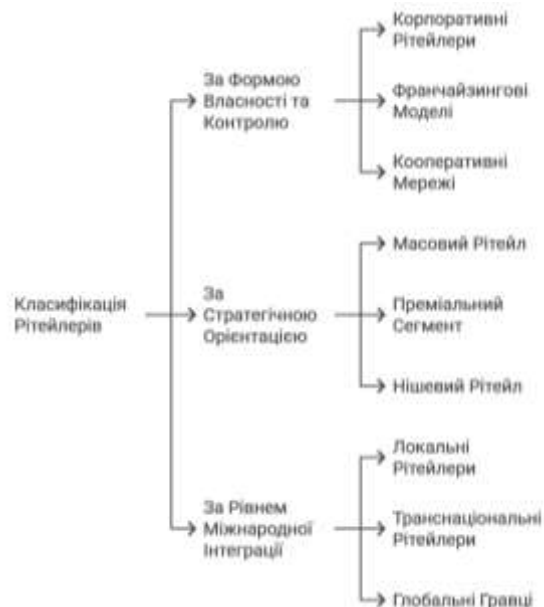 Класифікація
Рітейлерів
За Формою
Власності та
Контролю
Корпоративні
Рітейлери
Франчайзингові
Моделі
Кооперативні
Мережі
За
Стратегічною
Орієнтацією
Масовий Рітейл
Преміальний
Сегмент
Нішевий Рітейл
За Рівнем
Міжнародної
Інтеграції
Локальні
Рітейлери
Транснаціональні
Рітейлери
Глобальні Гравці